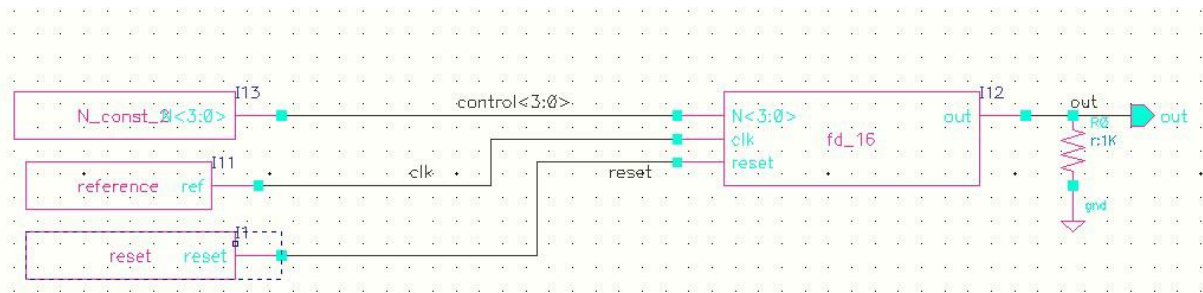 I13
N_const_2 N<3:0>
control<3:0>
I12
N<3:0>
out
out
out
clk
fd_16
reset
R0
r:1K
I11
reference ref
clk
reset
gnd
I1
reset reset